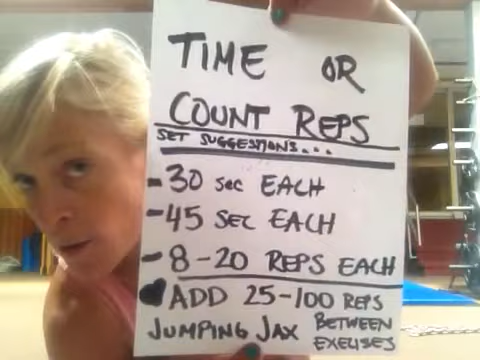 TIME OR
COUNT REPS
SET SUGGESTIONS...
- 30 SEC EACH
- 45 SEC EACH
- 8-20 REPS EACH
ADD 25-100 REPS
JUMPING JAX BETWEEN
EXELISES